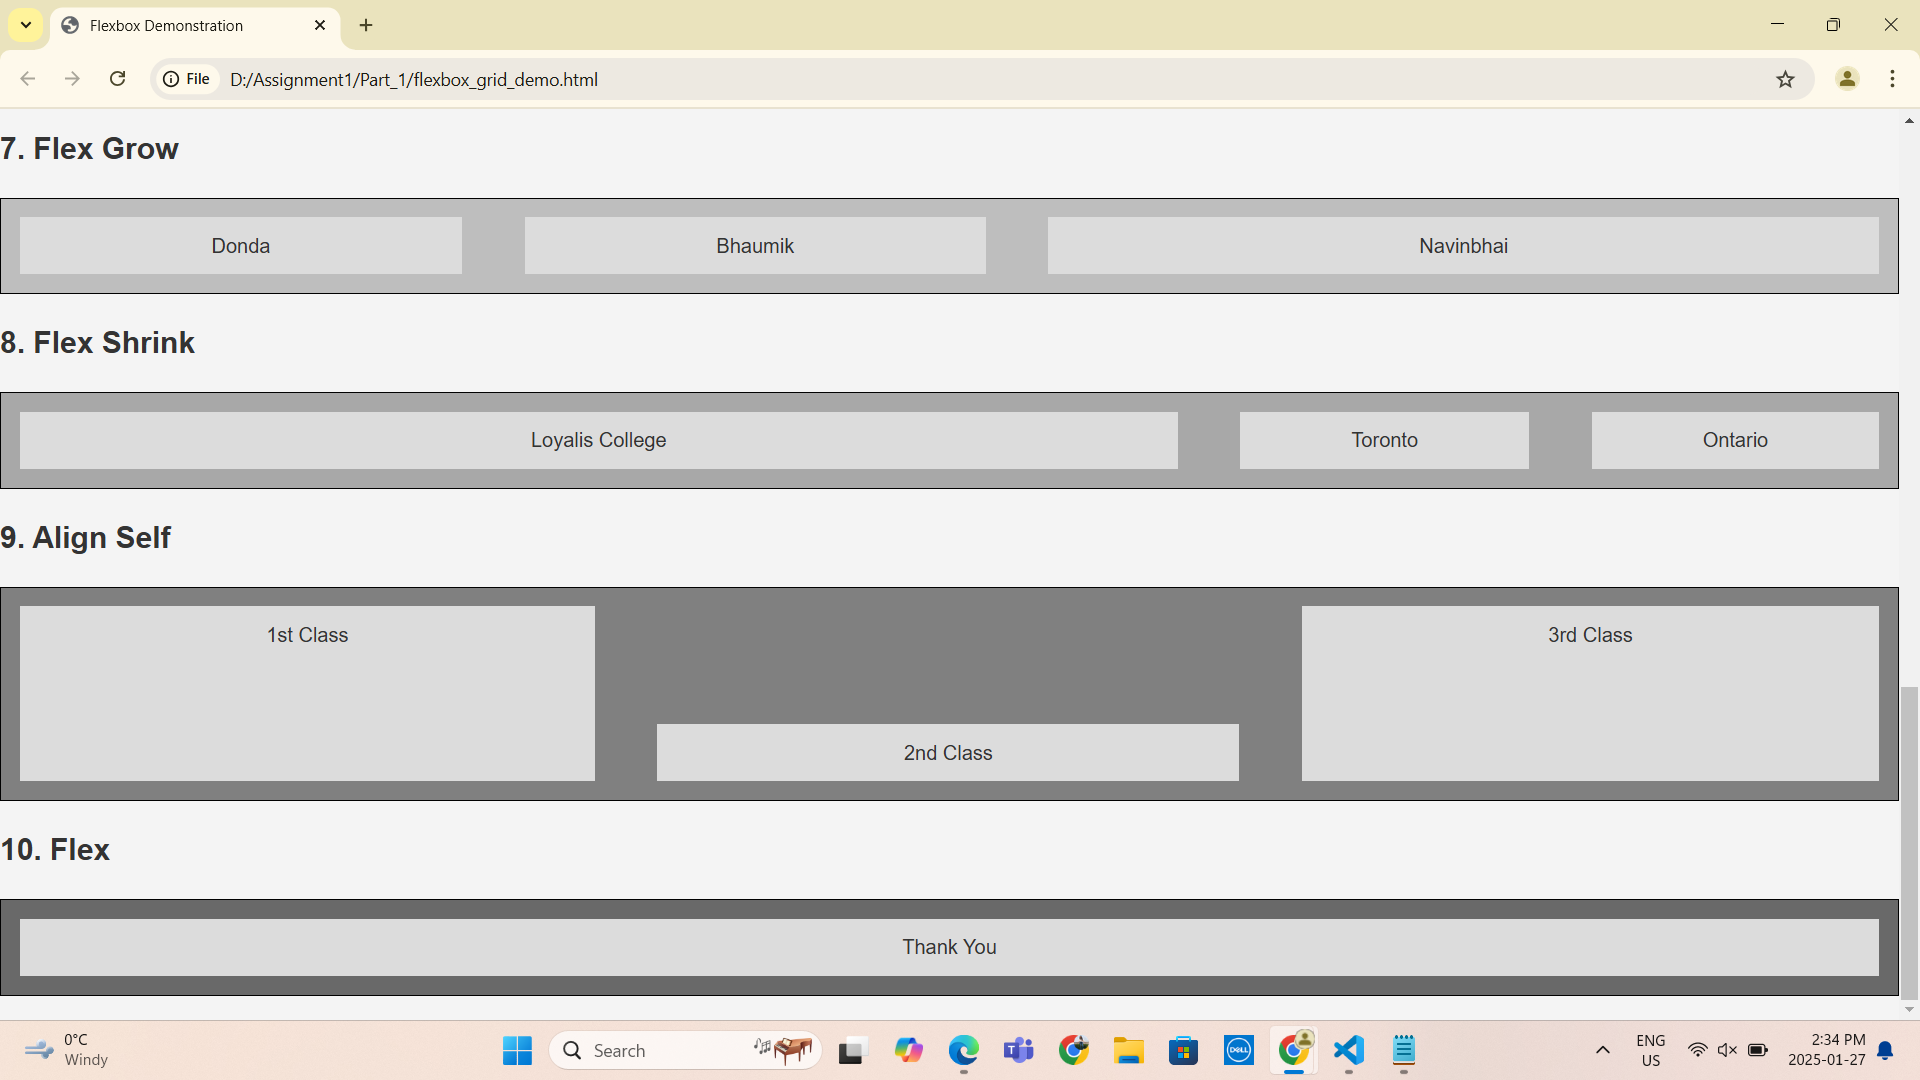 Flexbox Demonstration
File D:/Assignment1/Part_1/flexbox_grid_demo.html
7. Flex Grow
Donda Bhaumik Navinbhai
8. Flex Shrink
Loyalis College Toronto Ontario
9. Align Self
1st Class 3rd Class
2nd Class
10. Flex
Thank You
0°C
Windy
Search
DELL
ENG
US
2:34 PM
2025-01-27